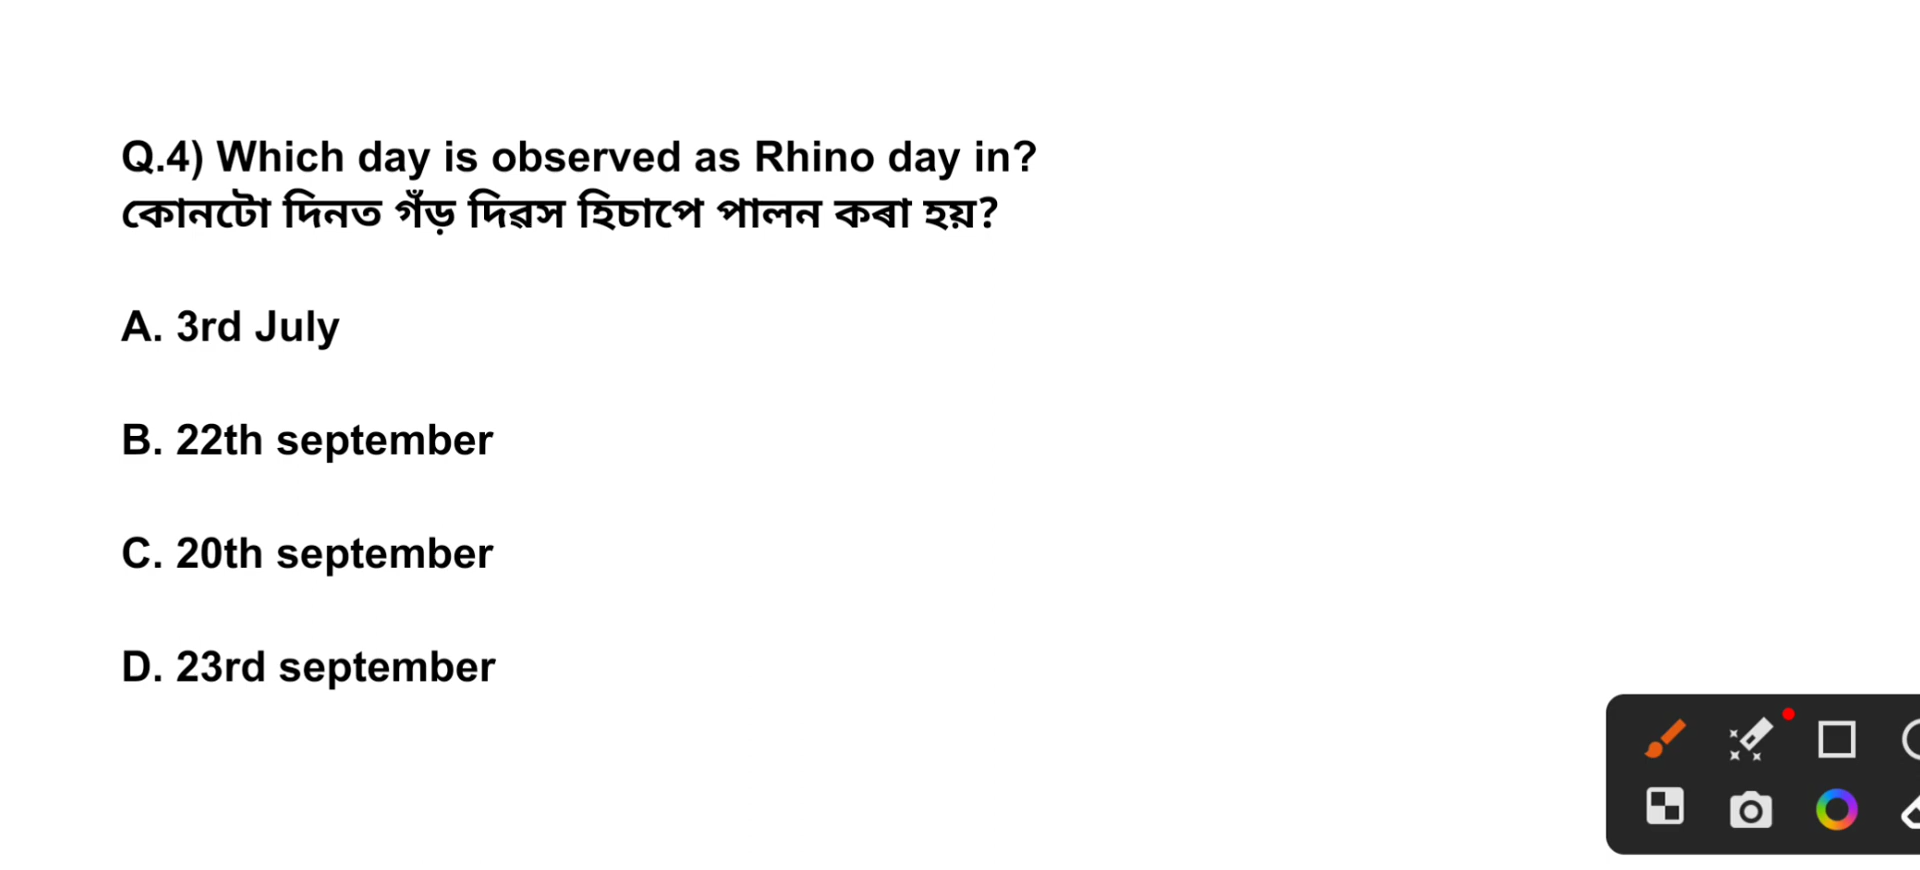 Q.4) Which day is observed as Rhino day in?
কোনটো দিনত গঁড় দিৱস হিচাপে পালন কৰা হয়?
A. 3rd July
B. 22th september
C. 20th september
D. 23rd september